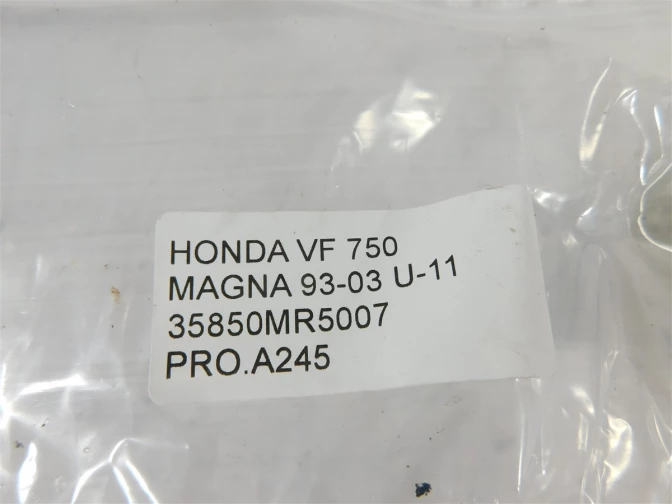 HONDA VF 750
MAGNA 93-03 U-11
35850MR5007
PRO.A245